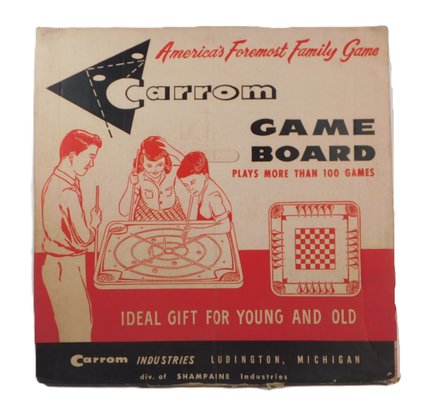 America's Foremost Family Game
Carrom
GAME
BOARD
PLAYS MORE THAN 100 GAMES
IDEAL GIFT FOR YOUNG AND OLD
Carrom INDUSTRIES LUDINGTON, MICHIGAN
div. of SHAMPAINE Industries